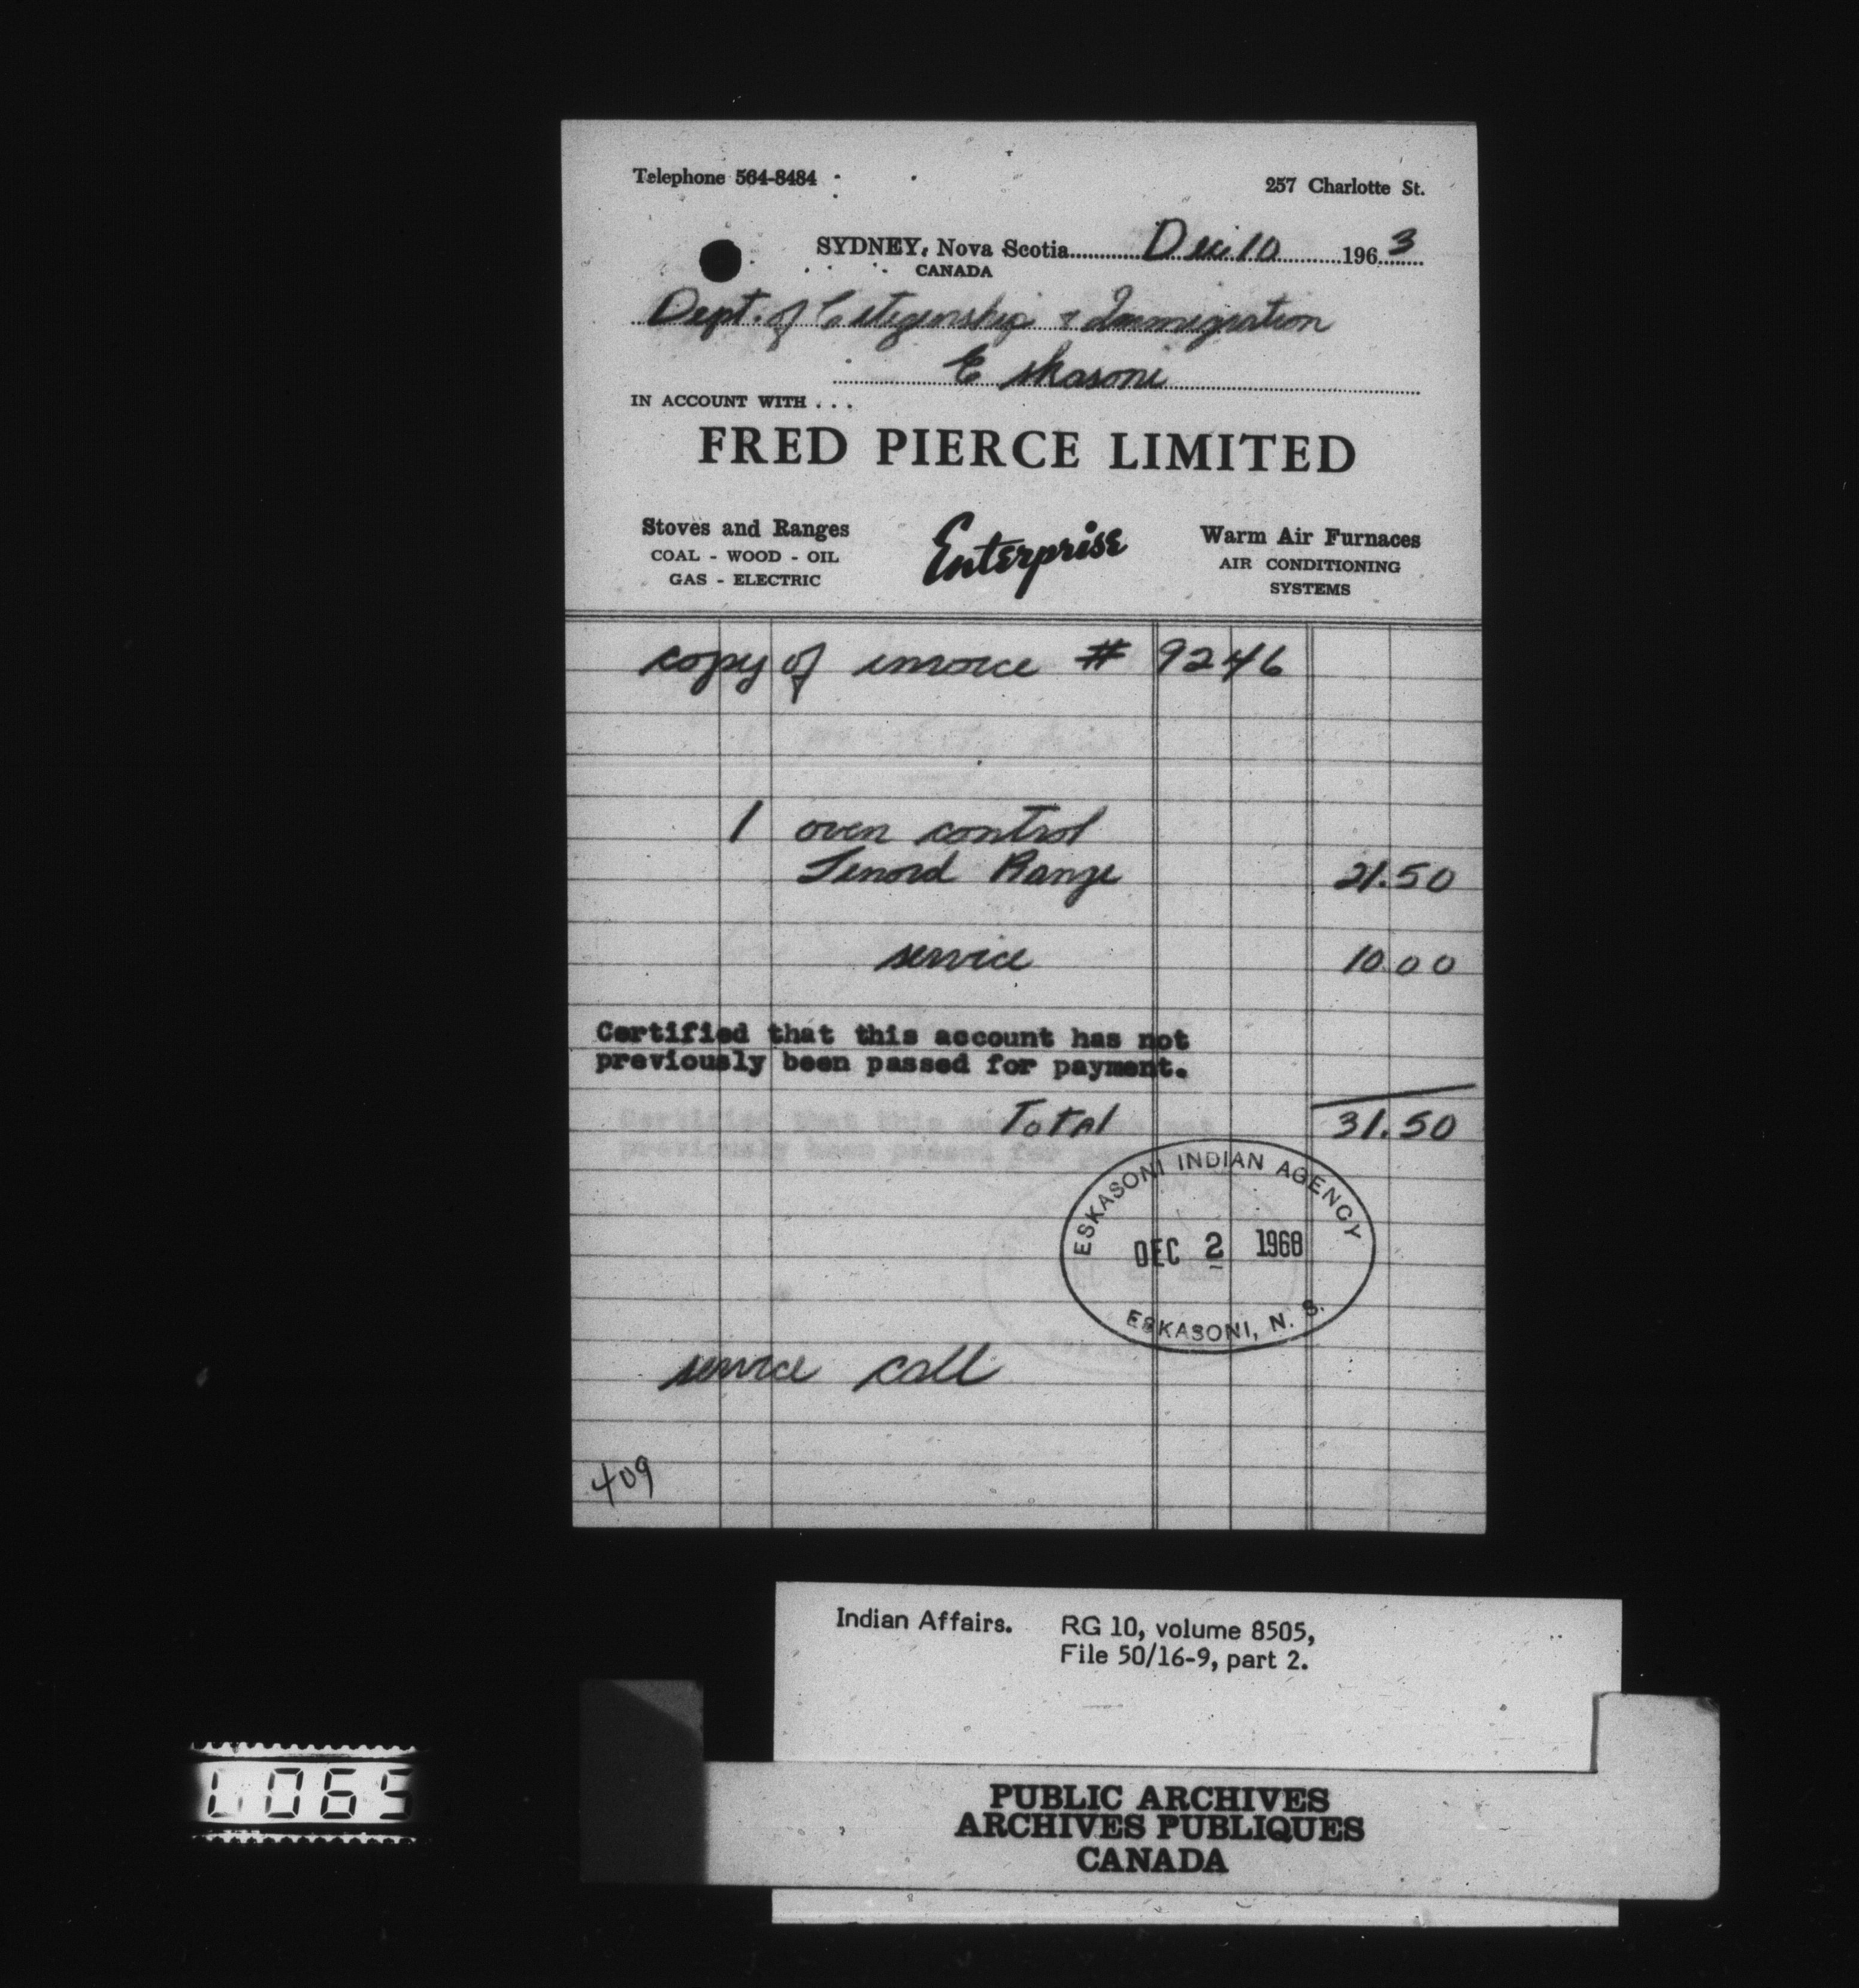 Telephone 564-8484
257 Charlotte St.
SYDNEY, Nova Scotia Dec 10 1963
CANADA
Dept. of Citizenship & Immigration
Eskasoni
IN ACCOUNT WITH . . .
FRED PIERCE LIMITED
Stoves and Ranges
COAL - WOOD - OIL
GAS - ELECTRIC
Enterprise
Warm Air Furnaces
AIR CONDITIONING
SYSTEMS
copy of invoice # 9246
1 oven control
Range 21.50
service 10.00
Certified that this account has not
previously been passed for payment.
Total 31.50
ESKASONI INDIAN AGENCY
DEC 2 1968
ESKASONI, N. S.
service call
409
Indian Affairs. RG 10, volume 8505,
File 50/16-9, part 2.
PUBLIC ARCHIVES
ARCHIVES PUBLIQUES
CANADA
L065